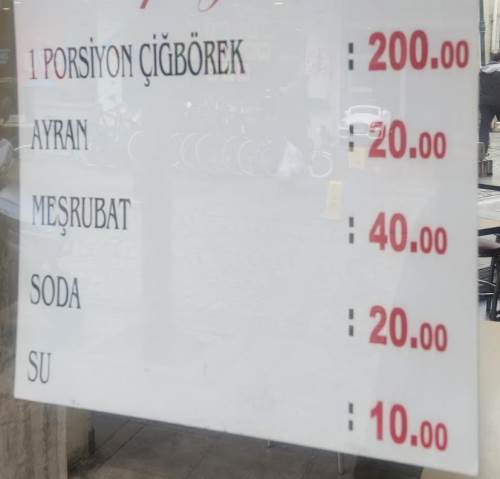 1 PORSİYON ÇİĞBÖREK : 200.00
AYRAN : 20.00
MEŞRUBAT : 40.00
SODA : 20.00
SU : 10.00